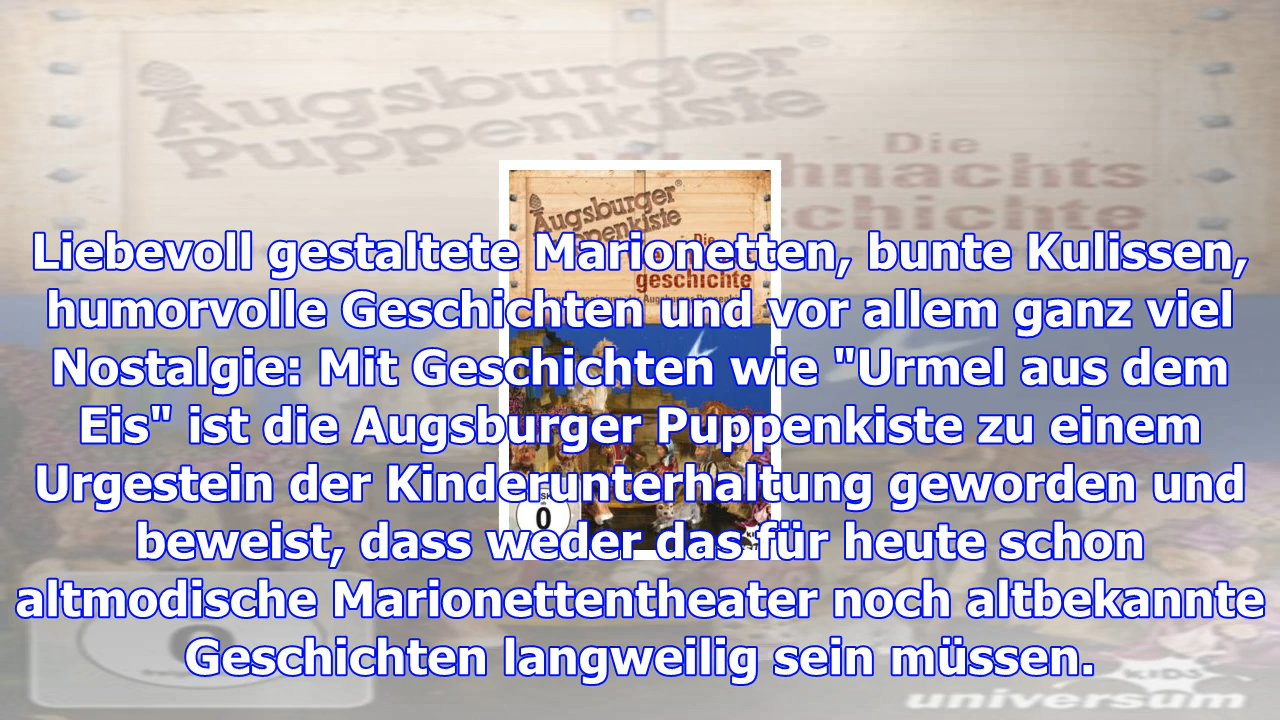 Augsburger
Puppenkiste
Die
Liebevoll gestaltete Marionetten, bunte Kulissen,
geschichte
humorvolle Geschichten und vor allem ganz viel
Nostalgie: Mit Geschichten wie "Urmel aus dem
Eis" ist die Augsburger Puppenkiste zu einem
Urgestein der Kinderunterhaltung geworden und
0
beweist, dass weder das für heute schon
altmodische Marionettentheater noch altbekannte
Geschichten langweilig sein müssen.
KIDS
universum